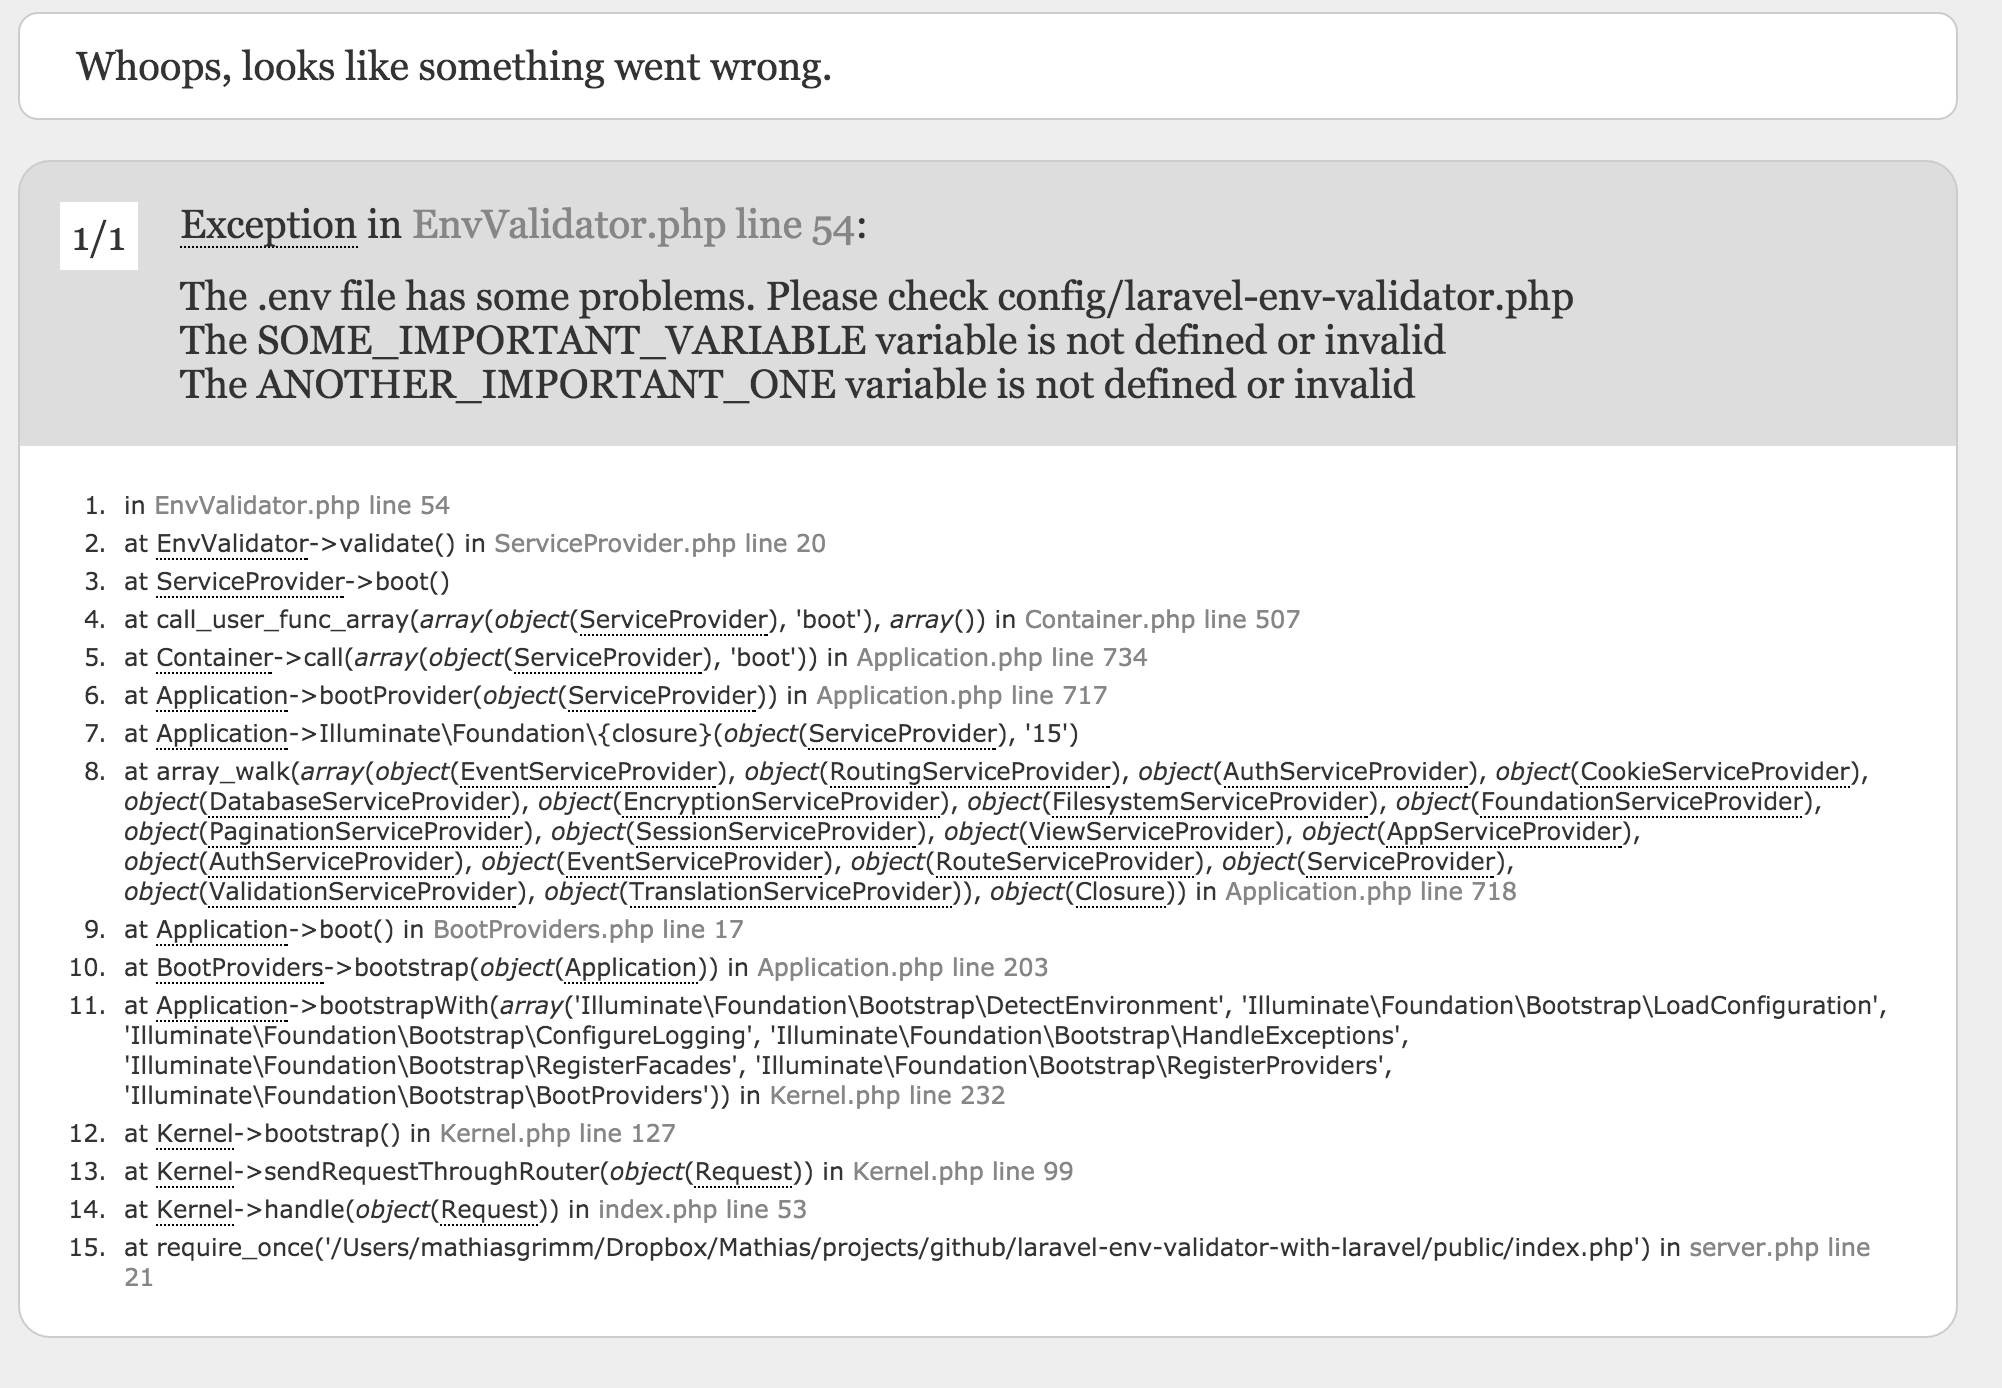 Whoops, looks like something went wrong.
1/1
Exception in EnvValidator.php line 54:
The .env file has some problems. Please check config/laravel-env-validator.php
The SOME_IMPORTANT_VARIABLE variable is not defined or invalid
The ANOTHER_IMPORTANT_ONE variable is not defined or invalid
1. in EnvValidator.php line 54
2. at EnvValidator->validate() in ServiceProvider.php line 20
3. at ServiceProvider->boot()
4. at call_user_func_array(array(object(ServiceProvider), 'boot'), array()) in Container.php line 507
5. at Container->call(array(object(ServiceProvider), 'boot')) in Application.php line 734
6. at Application->bootProvider(object(ServiceProvider)) in Application.php line 717
7. at Application->Illuminate\Foundation\{closure}(object(ServiceProvider), '15')
8. at array_walk(array(object(EventServiceProvider), object(RoutingServiceProvider), object(AuthServiceProvider), object(CookieServiceProvider),
object(DatabaseServiceProvider), object(EncryptionServiceProvider), object(FilesystemServiceProvider), object(FoundationServiceProvider),
object(PaginationServiceProvider), object(SessionServiceProvider), object(ViewServiceProvider), object(AppServiceProvider),
object(AuthServiceProvider), object(EventServiceProvider), object(RouteServiceProvider), object(ServiceProvider),
object(ValidationServiceProvider), object(TranslationServiceProvider)), object(Closure)) in Application.php line 718
9. at Application->boot() in BootProviders.php line 17
10. at BootProviders->bootstrap(object(Application)) in Application.php line 203
11. at Application->bootstrapWith(array('Illuminate\Foundation\Bootstrap\DetectEnvironment', 'Illuminate\Foundation\Bootstrap\LoadConfiguration',
'Illuminate\Foundation\Bootstrap\ConfigureLogging', 'Illuminate\Foundation\Bootstrap\HandleExceptions',
'Illuminate\Foundation\Bootstrap\RegisterFacades', 'Illuminate\Foundation\Bootstrap\RegisterProviders',
'Illuminate\Foundation\Bootstrap\BootProviders')) in Kernel.php line 232
12. at Kernel->bootstrap() in Kernel.php line 127
13. at Kernel->sendRequestThroughRouter(object(Request)) in Kernel.php line 99
14. at Kernel->handle(object(Request)) in index.php line 53
15. at require_once('/Users/mathiasgrimm/Dropbox/Mathias/projects/github/laravel-env-validator-with-laravel/public/index.php') in server.php line
21